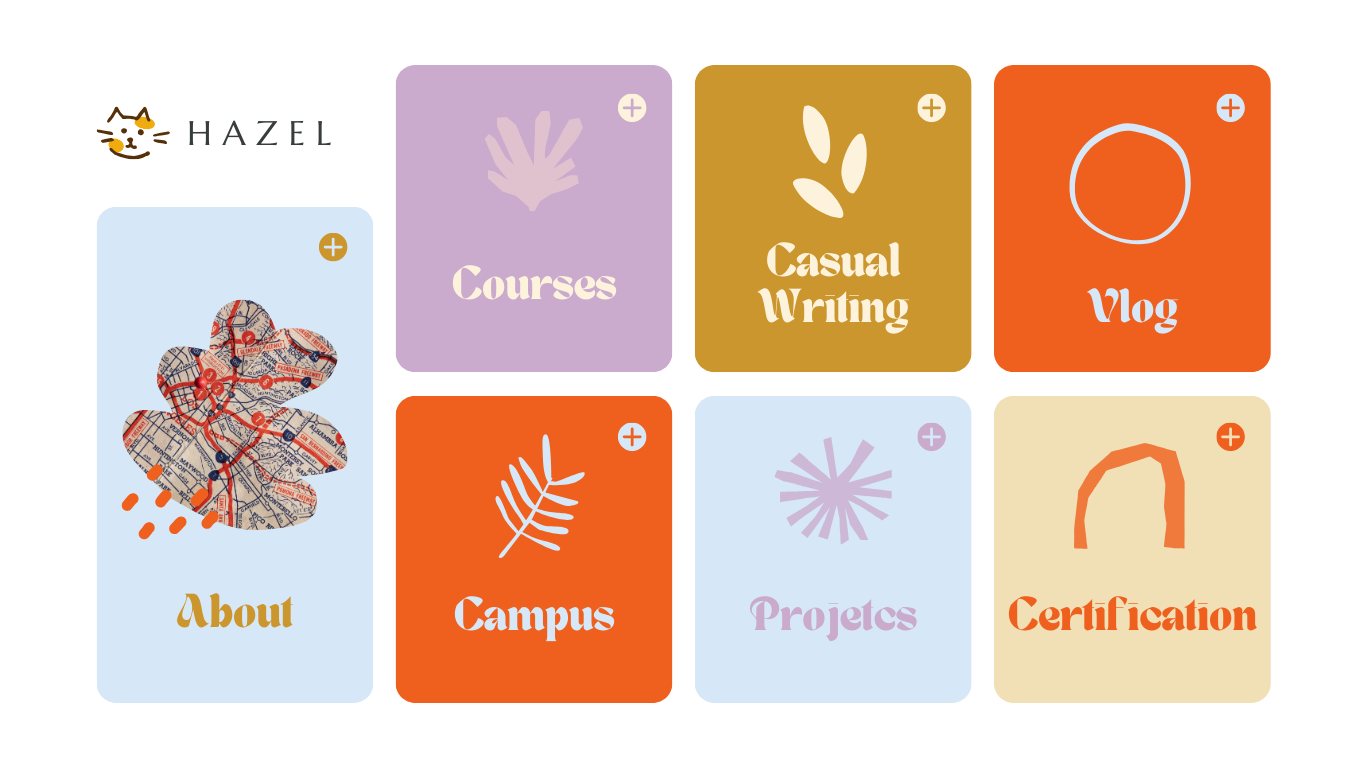 HAZEL
About
Courses
Casual
Writing
Vlog
Campus
Projetcs
Certification